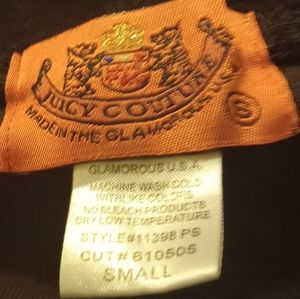 JUICY COUTURE
MADE IN THE GLAMOROUS U.S.A.
S
GLAMOROUS U.S.A
MACHINE WASH COLD
WITH LIKE COLORS
NO BLEACH PRODUCTS
DRY LOW TEMPERATURE
STYLE#11398 PS
CUT# 610505
SMALL